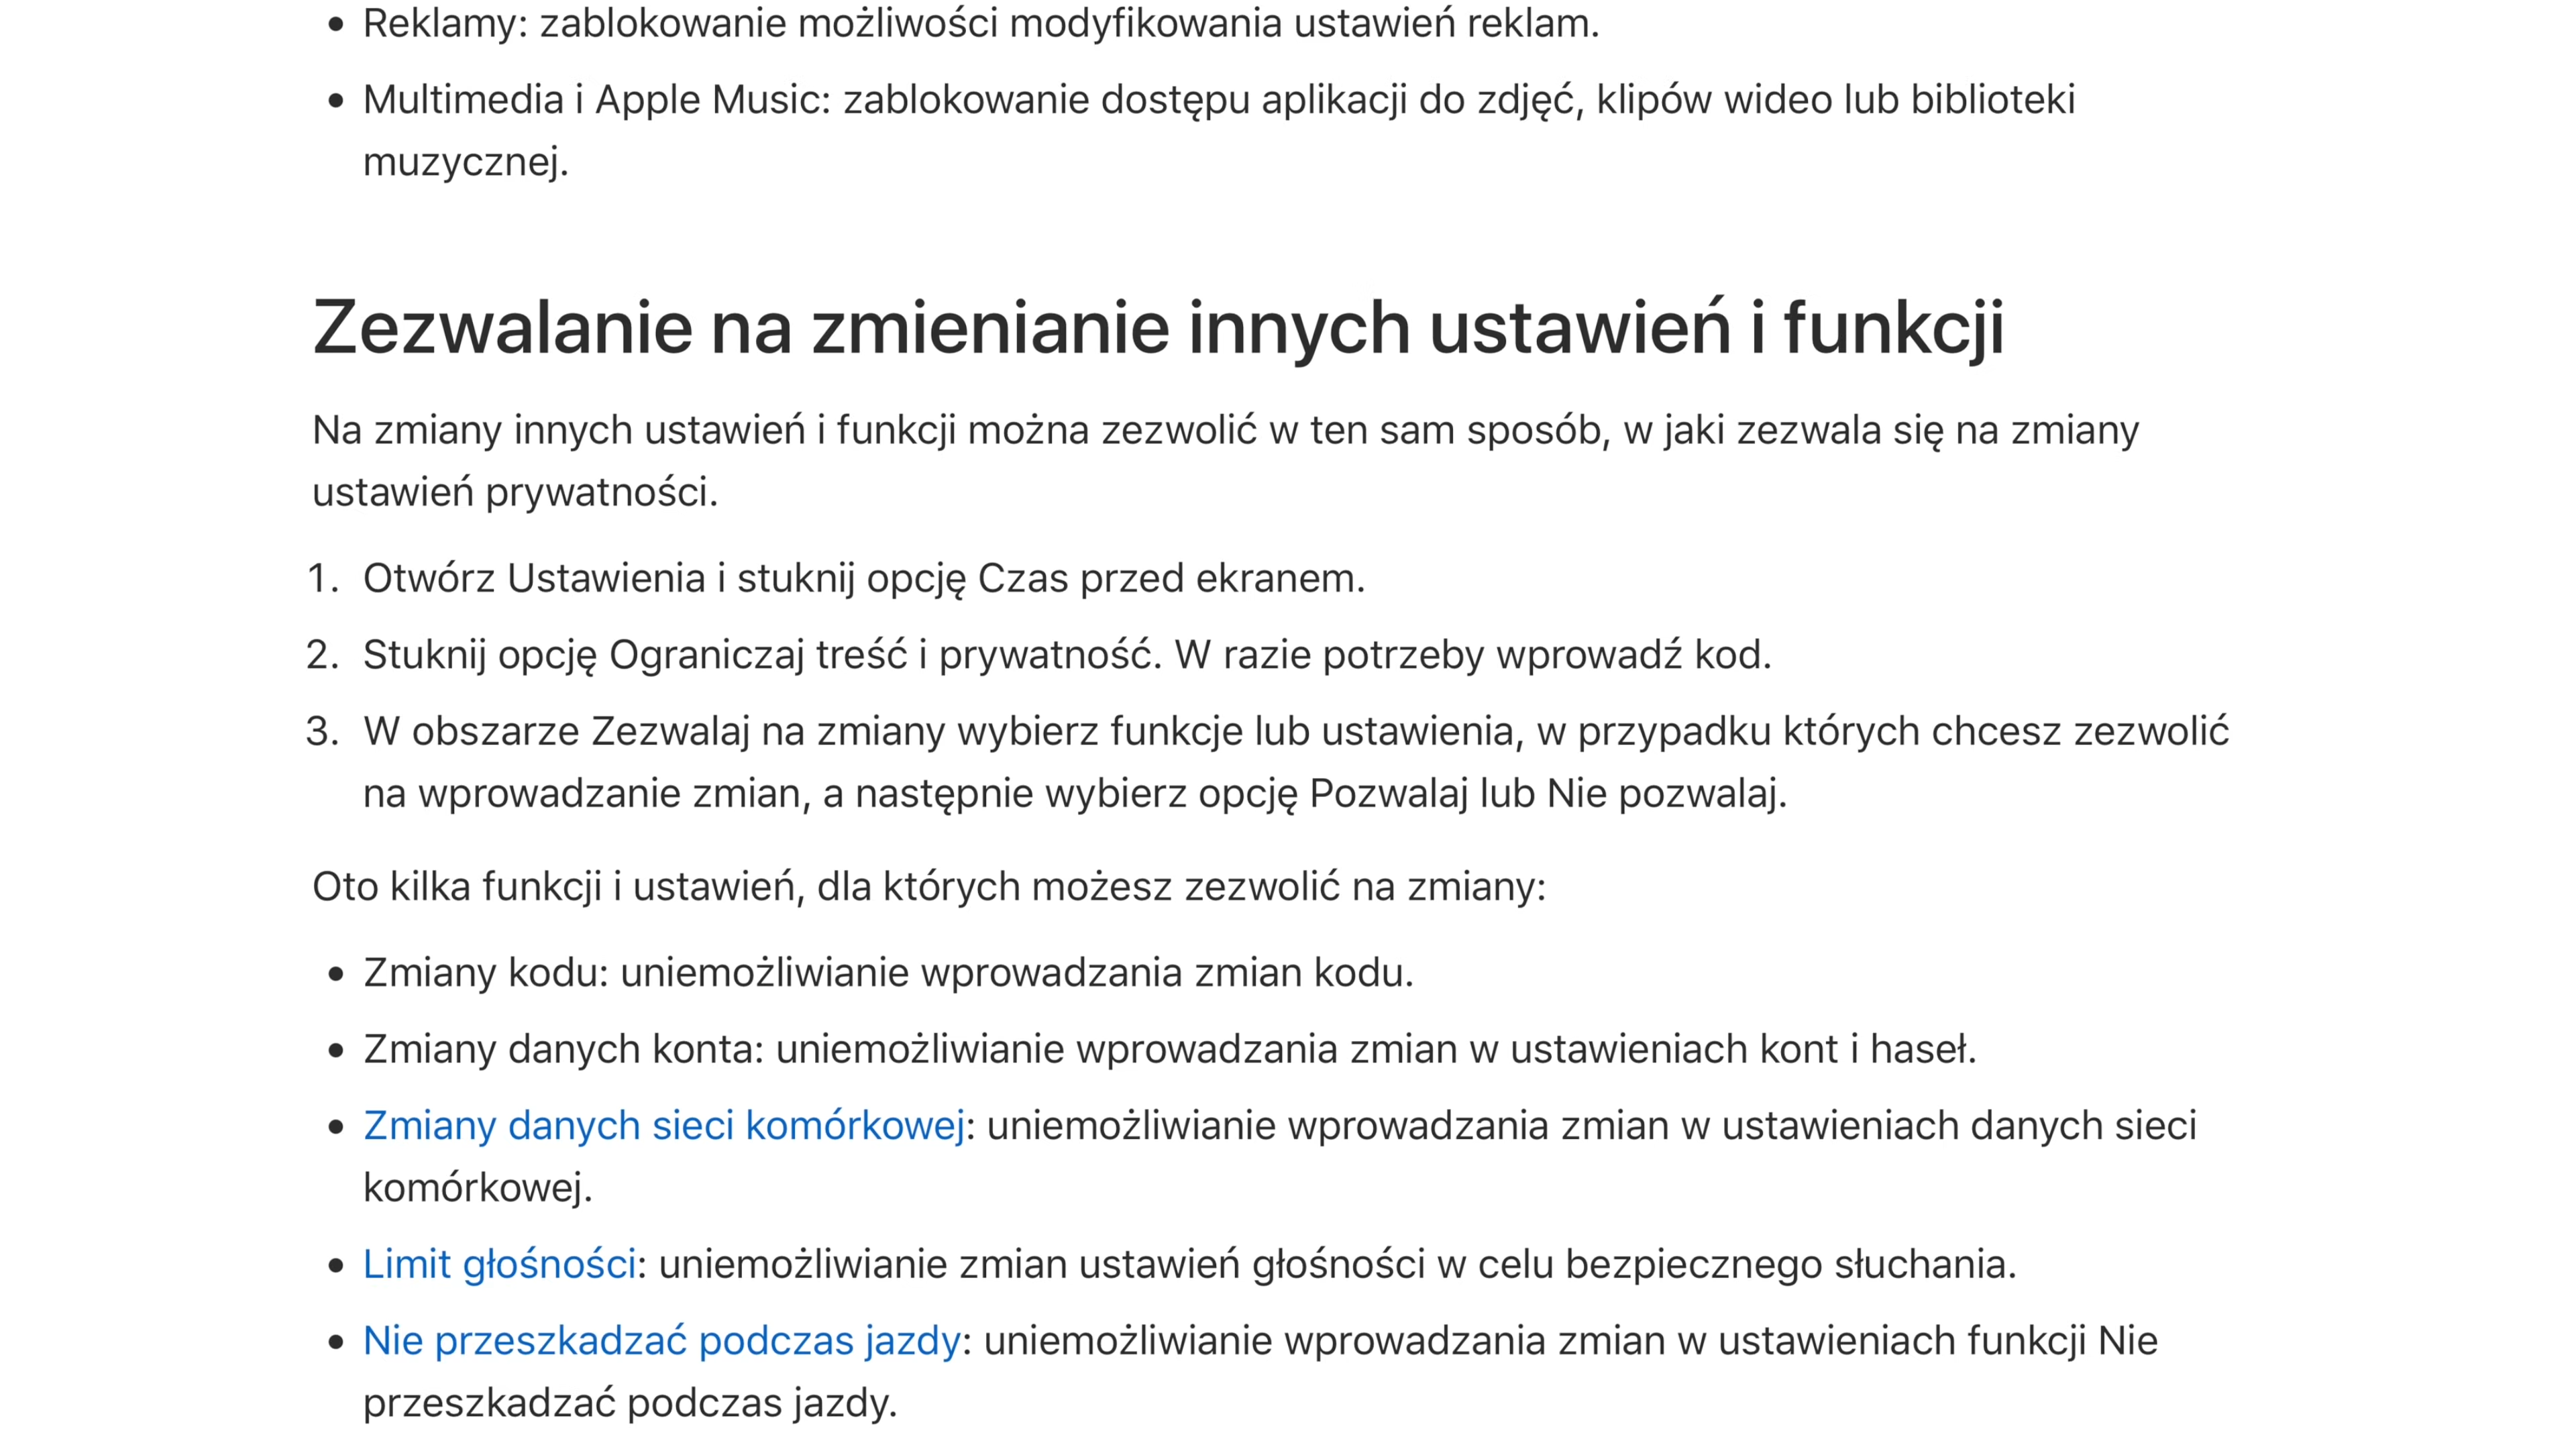 • Reklamy: zablokowanie możliwości modyfikowania ustawień reklam.
• Multimedia i Apple Music: zablokowanie dostępu aplikacji do zdjęć, klipów wideo lub biblioteki
muzycznej.
Zezwalanie na zmienianie innych ustawień i funkcji
Na zmiany innych ustawień i funkcji można zezwolić w ten sam sposób, w jaki zezwala się na zmiany
ustawień prywatności.
1. Otwórz Ustawienia i stuknij opcję Czas przed ekranem.
2. Stuknij opcję Ograniczaj treść i prywatność. W razie potrzeby wprowadź kod.
3. W obszarze Zezwalaj na zmiany wybierz funkcje lub ustawienia, w przypadku których chcesz zezwolić
na wprowadzanie zmian, a następnie wybierz opcję Pozwalaj lub Nie pozwalaj.
Oto kilka funkcji i ustawień, dla których możesz zezwolić na zmiany:
• Zmiany kodu: uniemożliwianie wprowadzania zmian kodu.
• Zmiany danych konta: uniemożliwianie wprowadzania zmian w ustawieniach kont i haseł.
• Zmiany danych sieci komórkowej: uniemożliwianie wprowadzania zmian w ustawieniach danych sieci
komórkowej.
• Limit głośności: uniemożliwianie zmian ustawień głośności w celu bezpiecznego słuchania.
• Nie przeszkadzać podczas jazdy: uniemożliwianie wprowadzania zmian w ustawieniach funkcji Nie
przeszkadzać podczas jazdy.